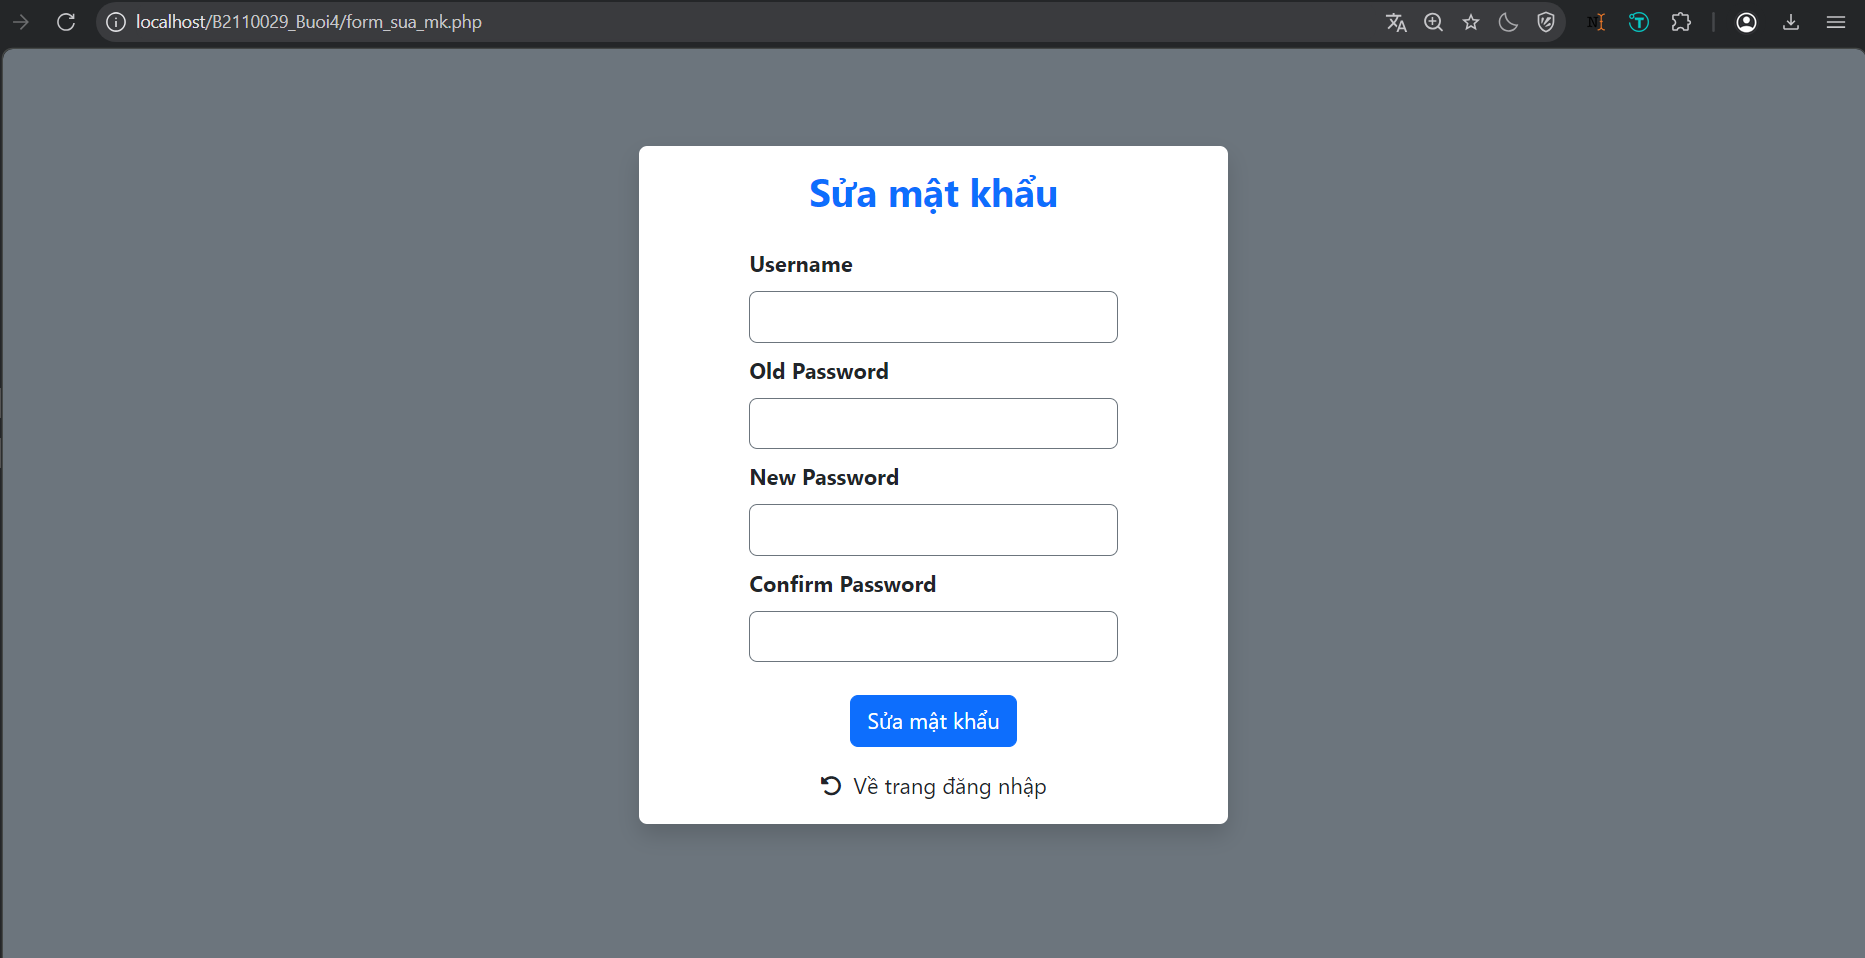 localhost/B2110029_Buoi4/form_sua_mk.php
Sửa mật khẩu
Username
Old Password
New Password
Confirm Password
Sửa mật khẩu
Về trang đăng nhập